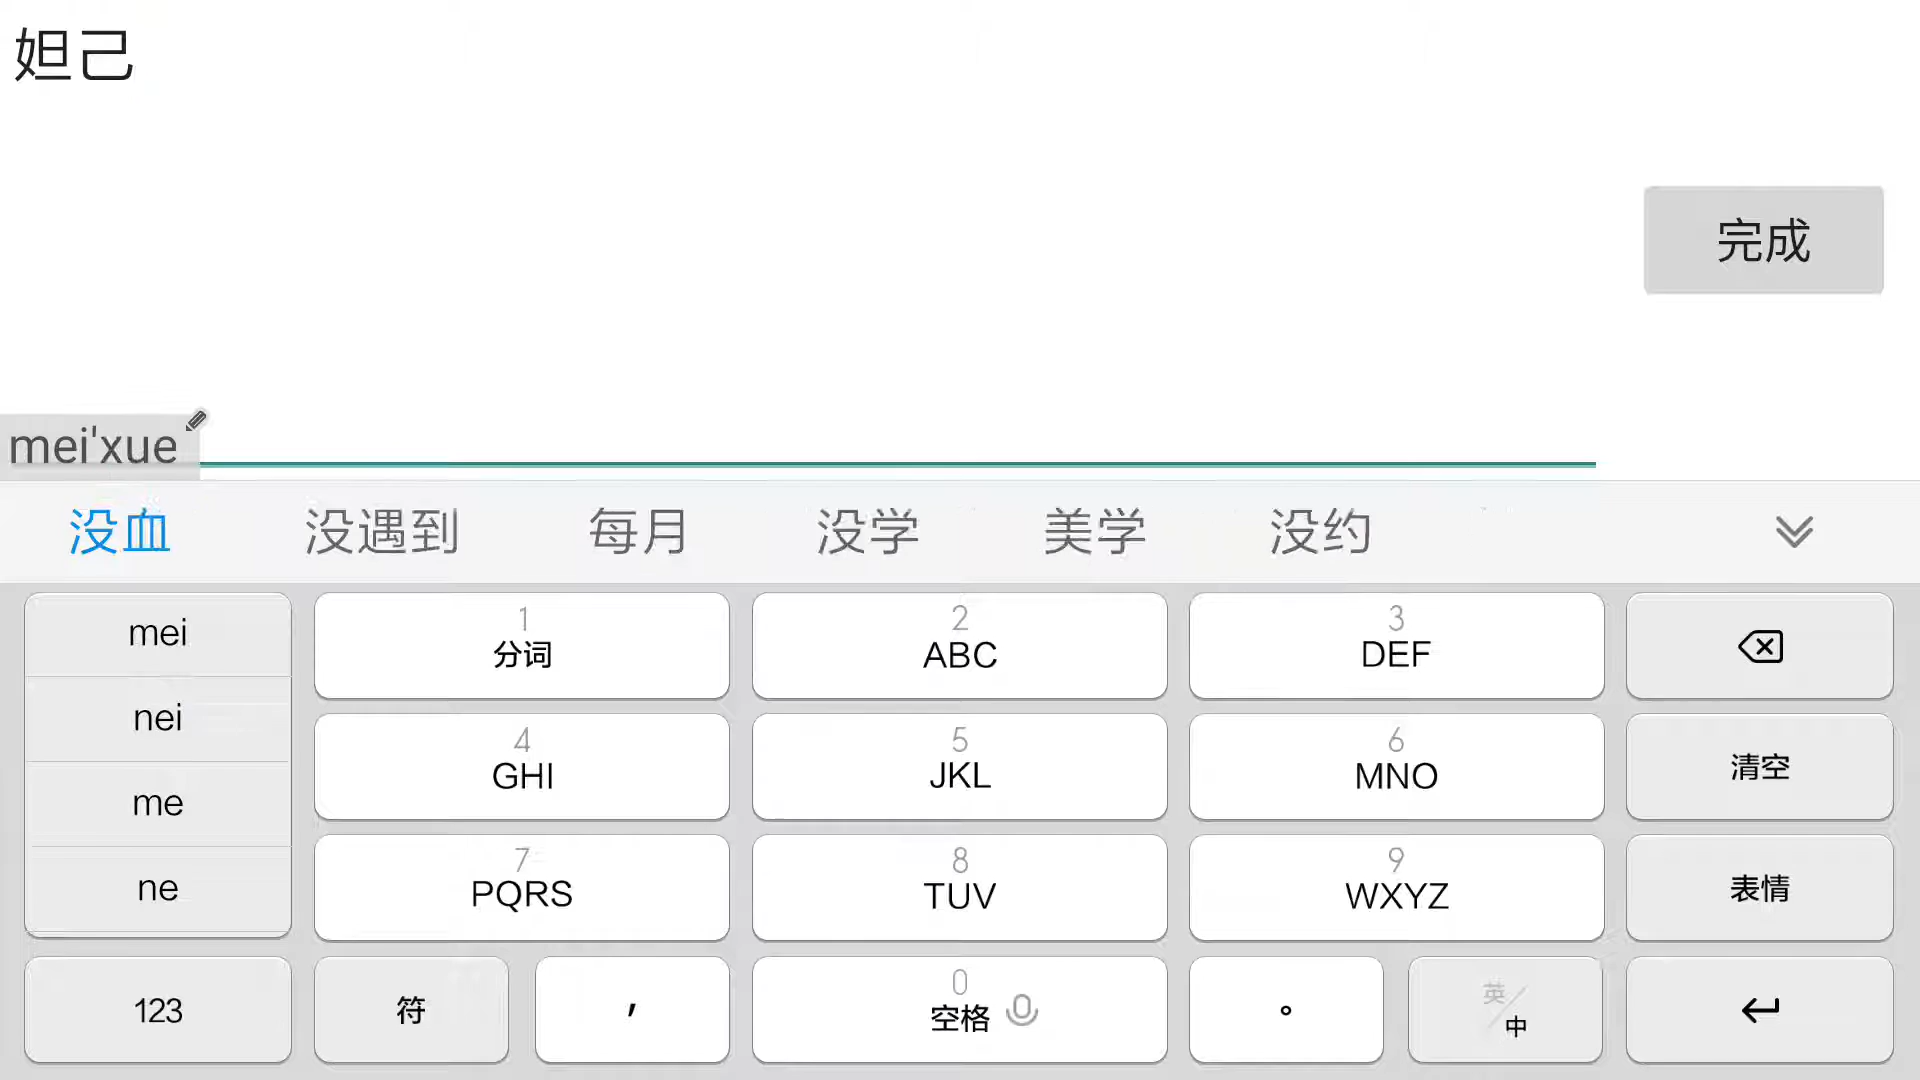 妲己
完成
mei'xue
没血 没遇到 每月 没学 美学 没约
mei
nei
me
ne
1
分词
2
ABC
3
DEF
4
GHI
5
JKL
6
MNO
清空
7
PQRS
8
TUV
9
WXYZ
表情
123
符
，
0
空格
。
英/中